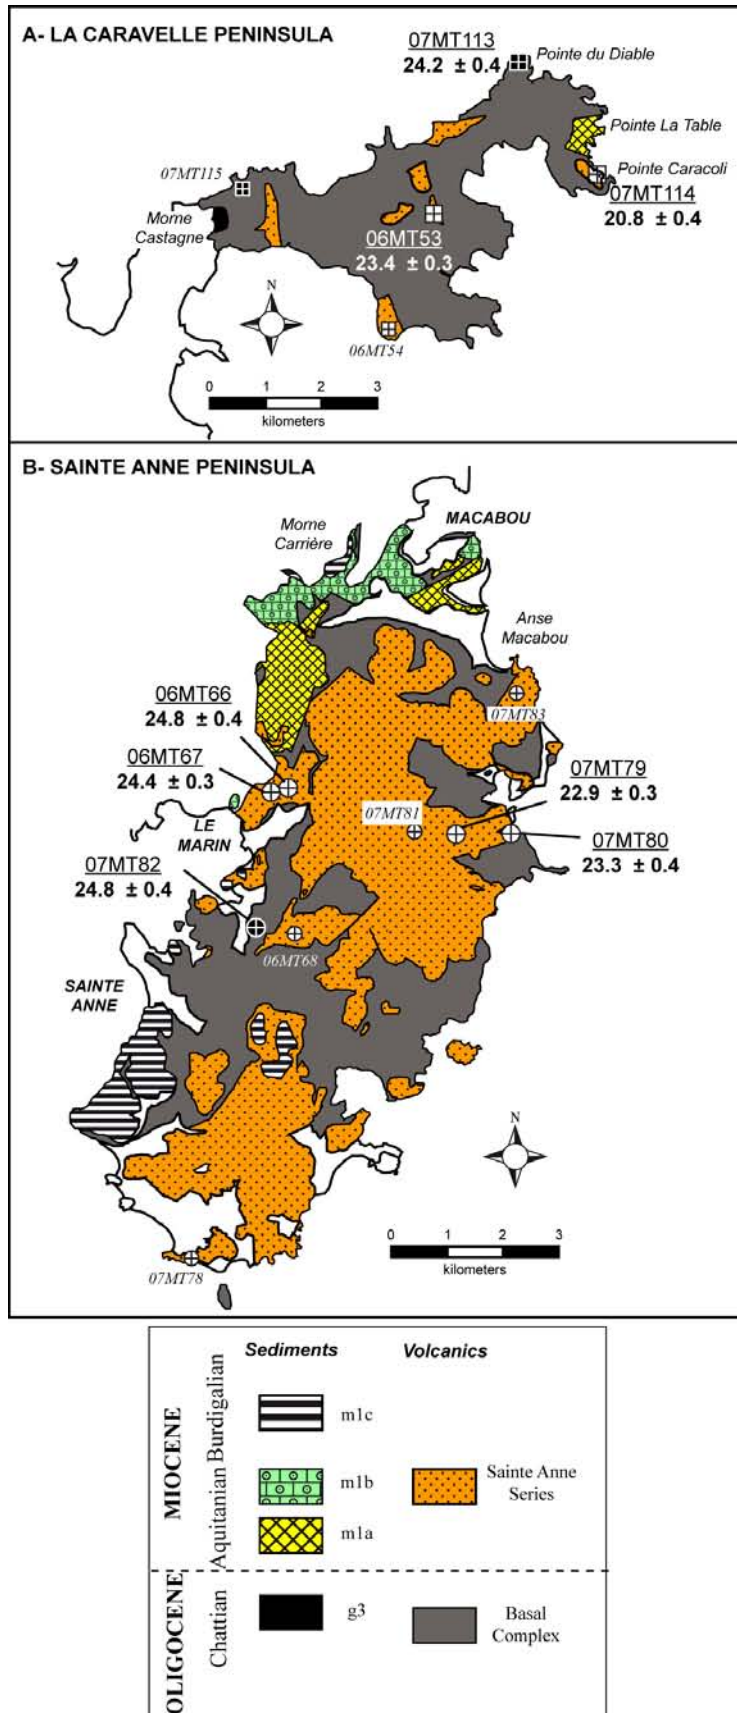 A- LA CARAVELLE PENINSULA
07MT113
24.2 ± 0.4
Pointe du Diable
Pointe La Table
07MT115
Pointe Caracoli
07MT114
20.8 ± 0.4
Morne
Castagne
06MT53
23.4 ± 0.3
N
06MT54
0 1 2 3
kilometers
B- SAINTE ANNE PENINSULA
Morne
Carrière
MACABOU
Anse
Macabou
06MT66
24.8 ± 0.4
07MT83
06MT67
24.4 ± 0.3
07MT79
22.9 ± 0.3
LE
MARIN
07MT81
07MT80
23.3 ± 0.4
07MT82
24.8 ± 0.4
06MT68
SAINTE
ANNE
N
0 1 2 3
kilometers
07MT78
Sediments Volcanics
MIOCENE
Burdigalian
m1c
Aquitanian
m1b
Sainte Anne
Series
m1a
OLIGOCENE
Chattian
g3
Basal
Complex